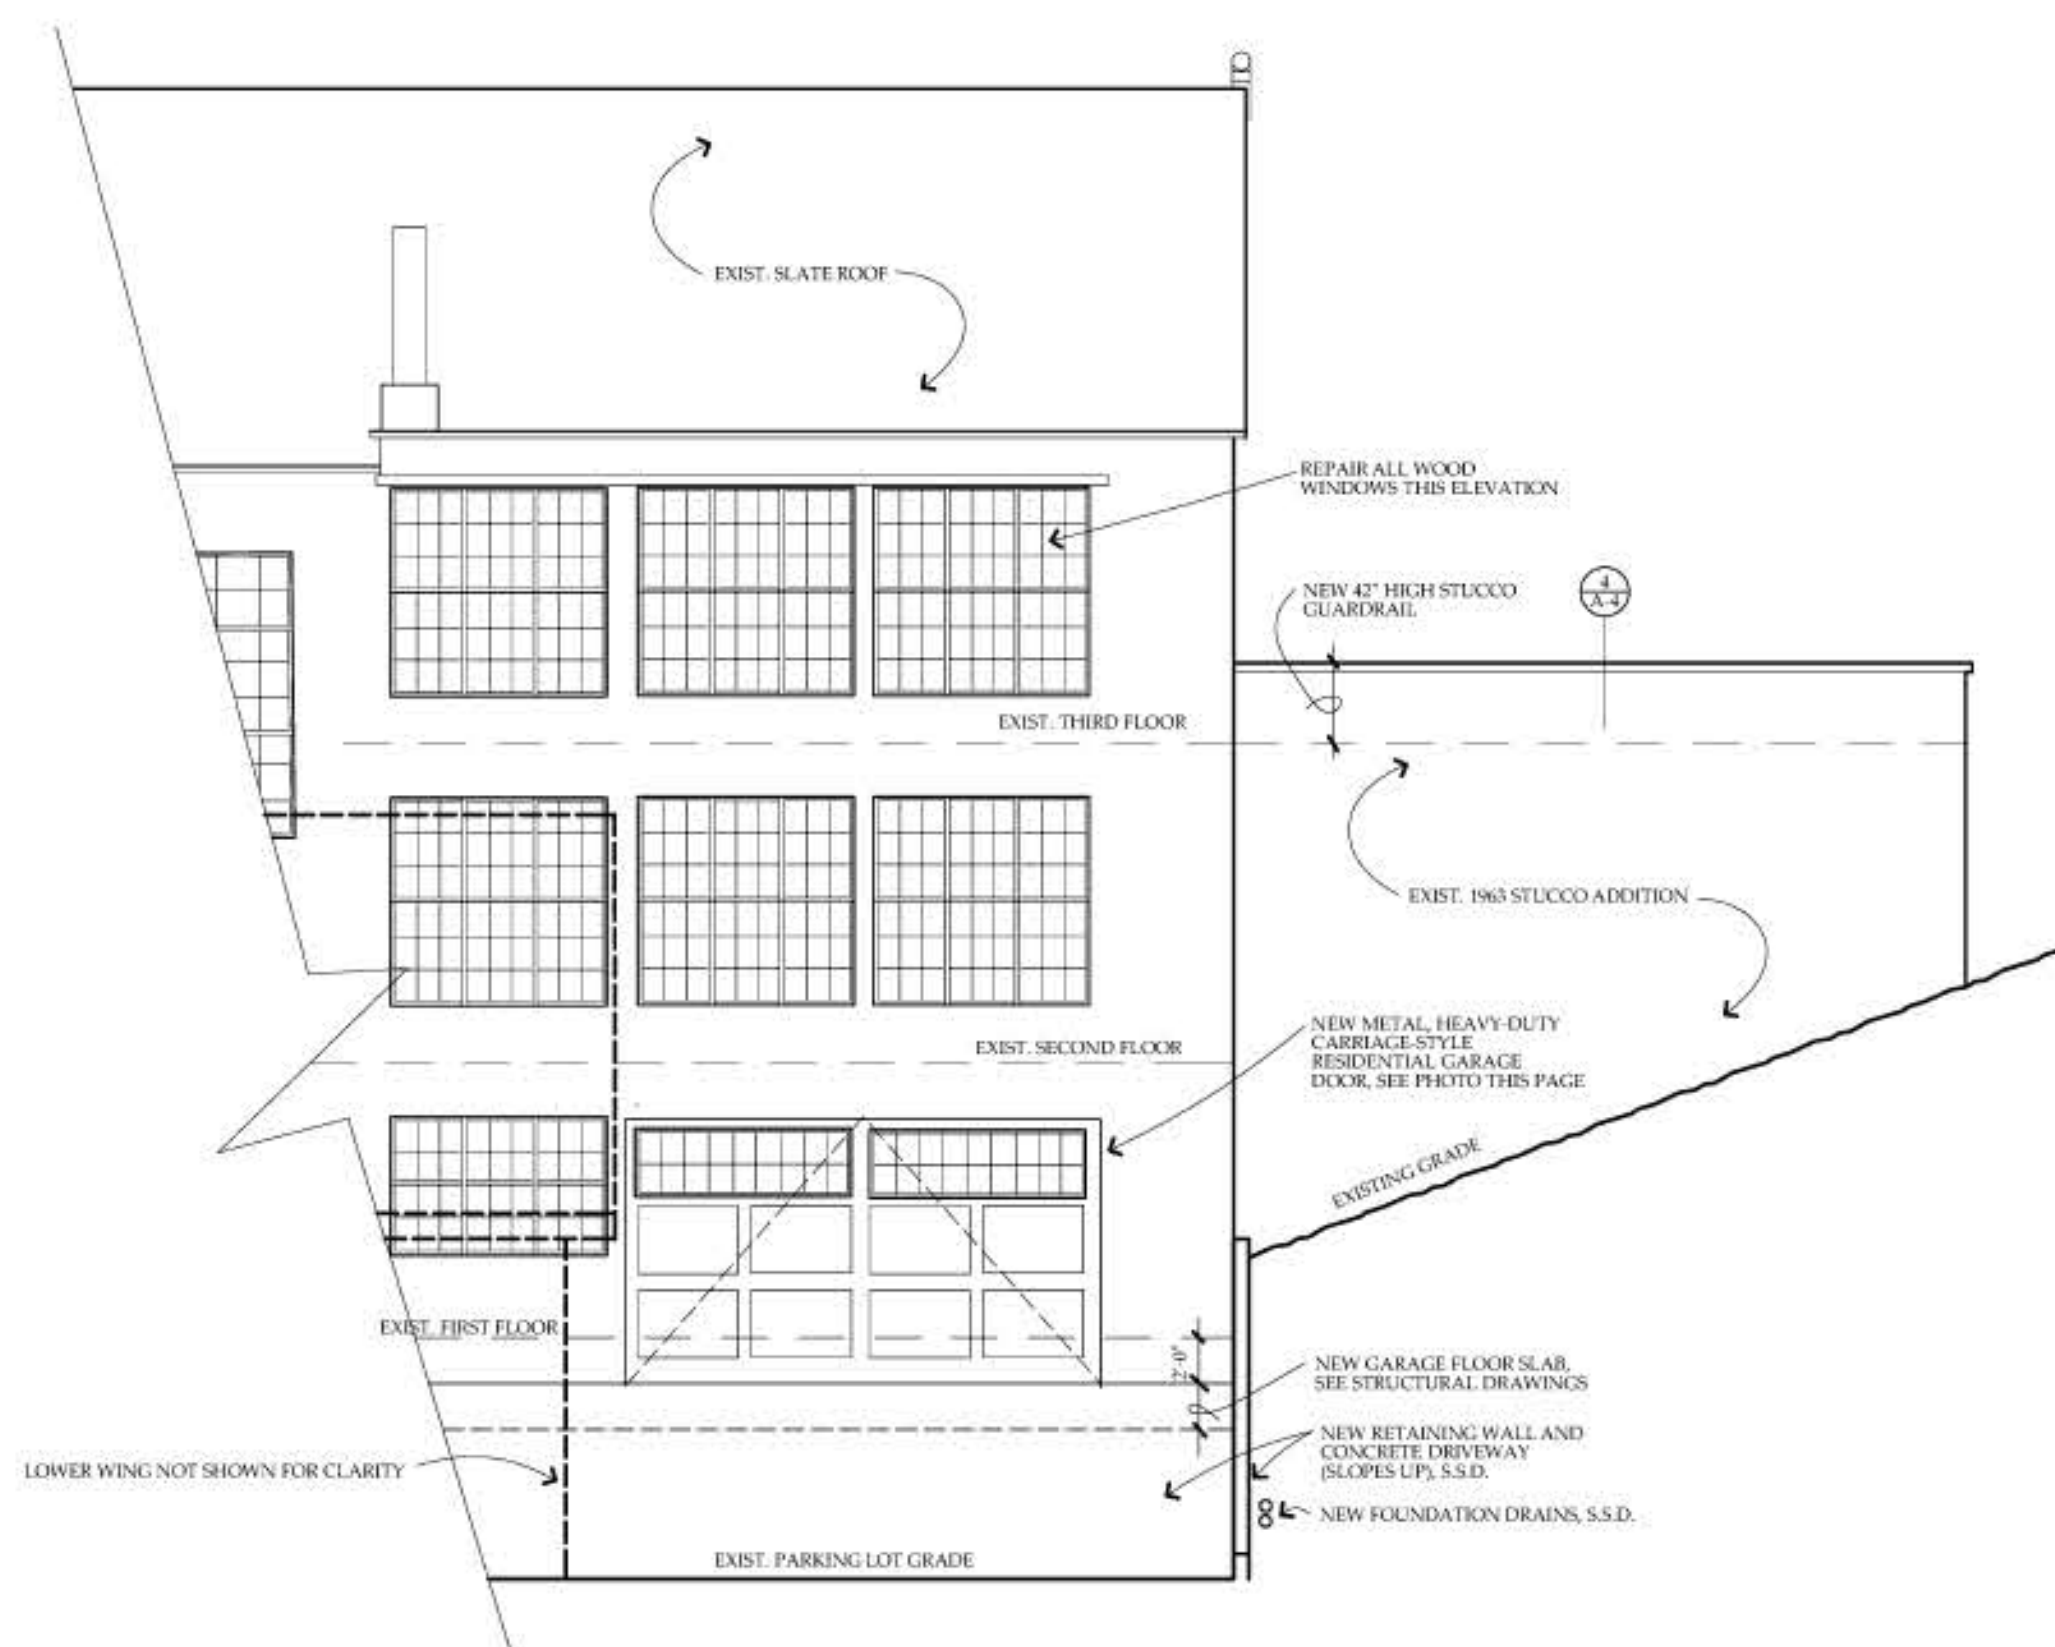 EXIST. SLATE ROOF
REPAIR ALL WOOD
WINDOWS THIS ELEVATION
NEW 42" HIGH STUCCO
GUARDRAIL
4
A-4
EXIST. THIRD FLOOR
EXIST. 1963 STUCCO ADDITION
NEW METAL, HEAVY-DUTY
CARRIAGE-STYLE
RESIDENTIAL GARAGE
DOOR, SEE PHOTO THIS PAGE
EXIST. SECOND FLOOR
EXISTING GRADE
EXIST. FIRST FLOOR
2'-0"
NEW GARAGE FLOOR SLAB,
SEE STRUCTURAL DRAWINGS
NEW RETAINING WALL AND
CONCRETE DRIVEWAY
(SLOPES UP), S.S.D.
LOWER WING NOT SHOWN FOR CLARITY
NEW FOUNDATION DRAINS, S.S.D.
EXIST. PARKING LOT GRADE